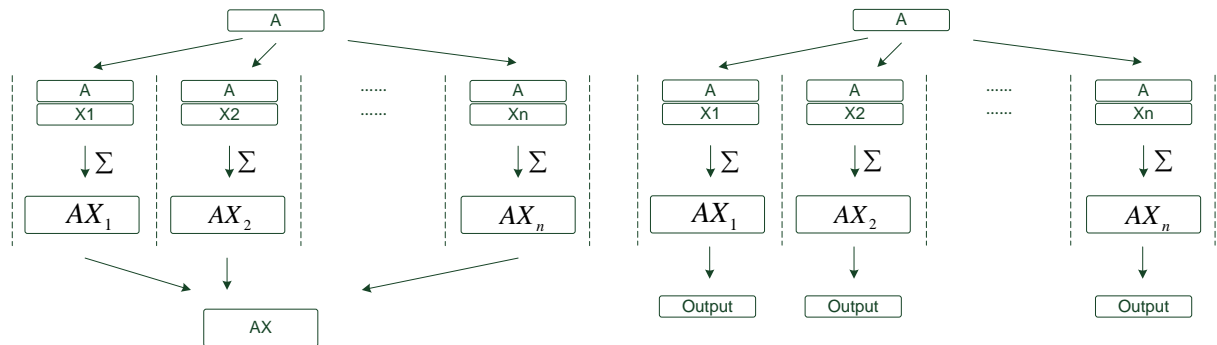 A
A A ...... A
X1 X2 ...... Xn
Σ Σ Σ
AX₁ AX₂ AXₙ
AX
A
A A ...... A
X1 X2 ...... Xn
Σ Σ Σ
AX₁ AX₂ AXₙ
Output Output Output